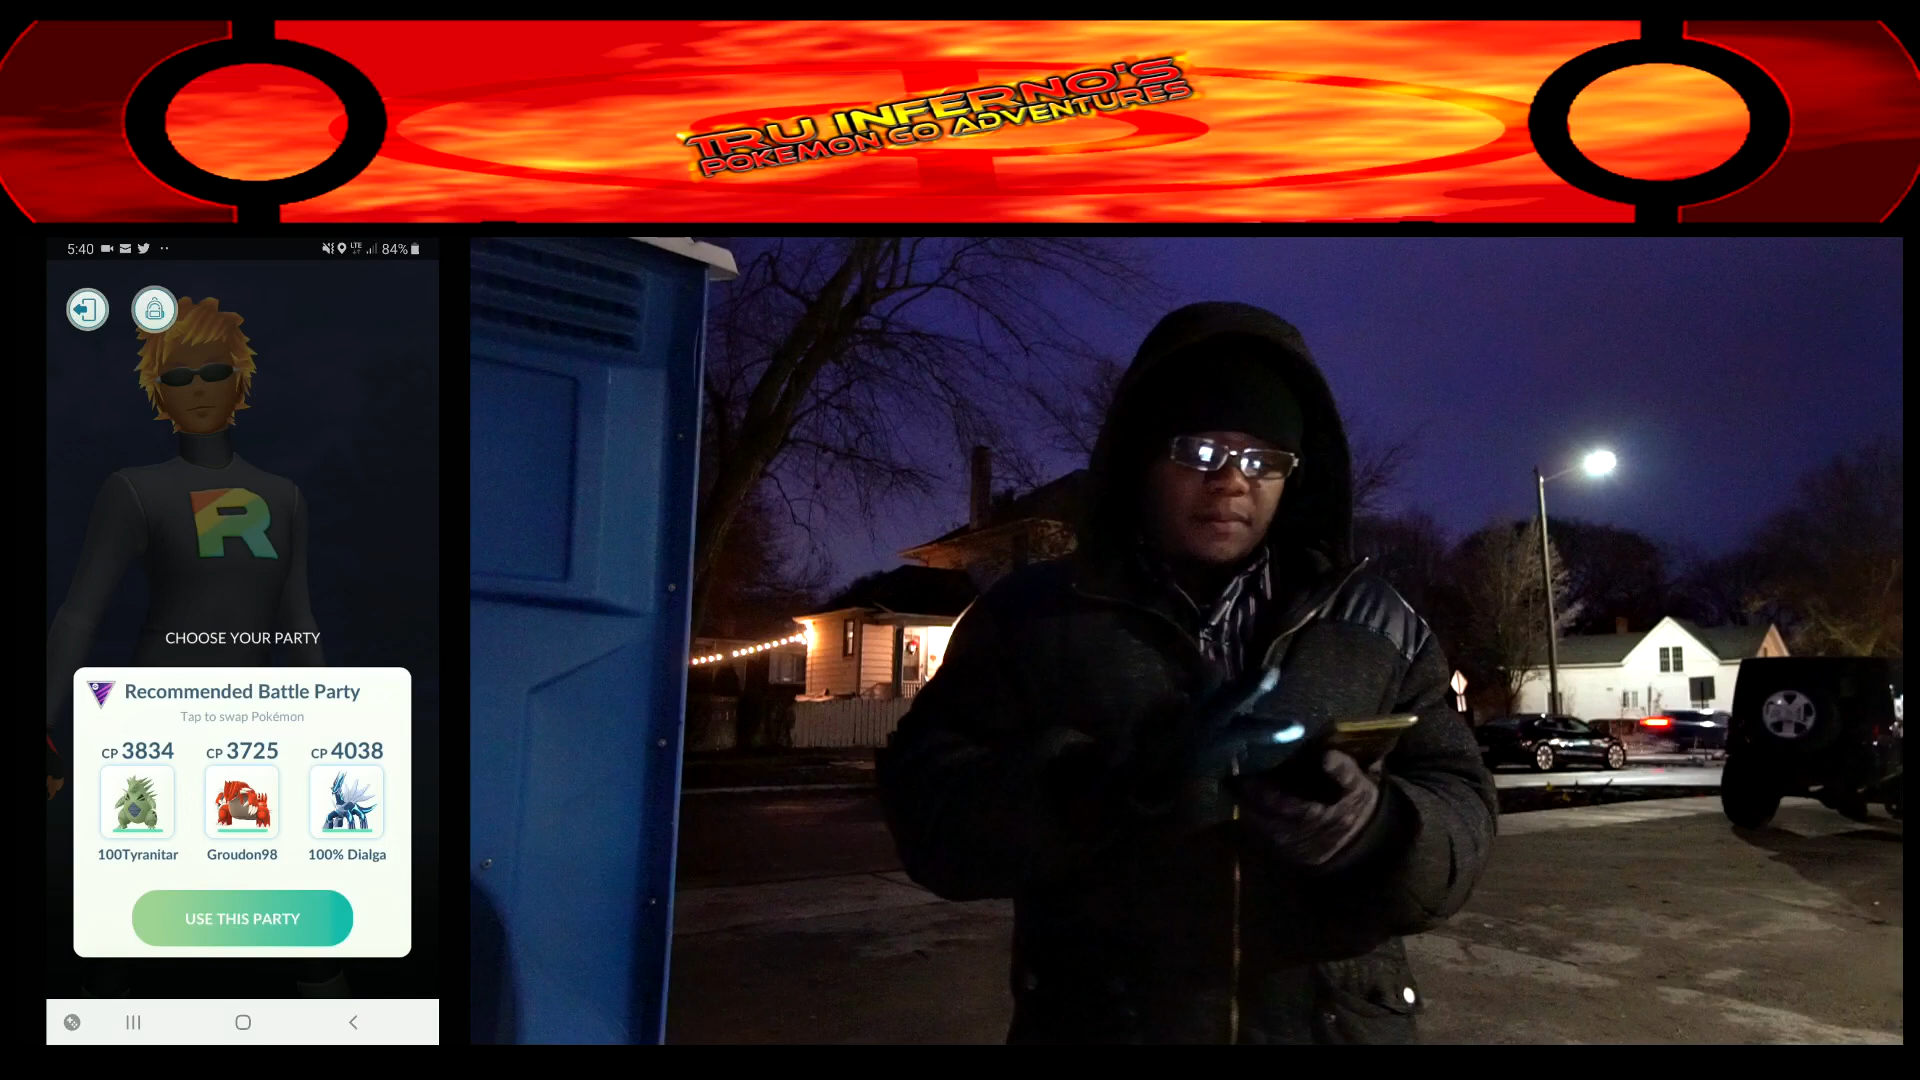 TRU INFERNO'S
POKEMON GO ADVENTURES
5:40
LTE
84%
R
CHOOSE YOUR PARTY
Recommended Battle Party
Tap to swap Pokémon
CP 3834 CP 3725 CP 4038
100Tyranitar Groudon98 100% Dialga
USE THIS PARTY